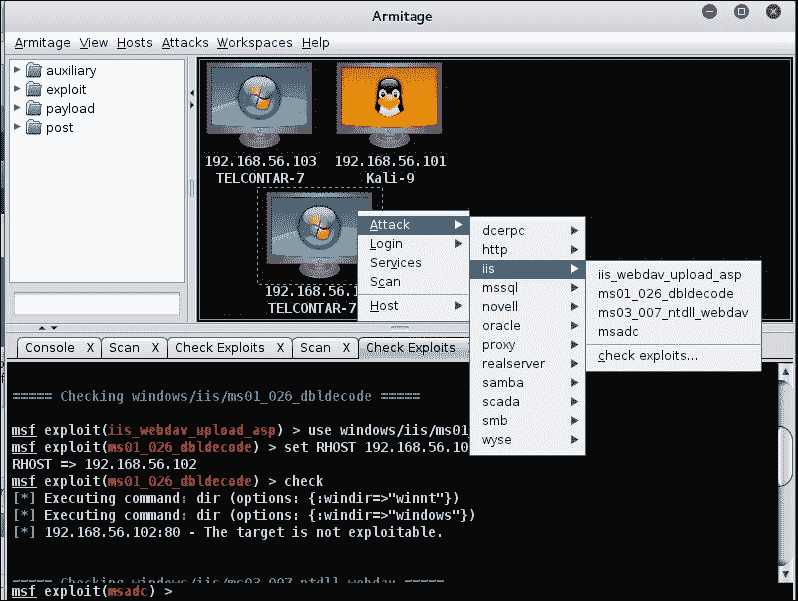 Armitage
Armitage View Hosts Attacks Workspaces Help
auxiliary
exploit
payload
post
192.168.56.103
TELCONTAR-7
192.168.56.101
Kali-9
192.168.56.1
TELCONTAR-7
Attack
Login
Services
Scan
Host
dcerpc
http
iis
mssql
novell
oracle
proxy
realserver
samba
scada
smb
wyse
iis_webdav_upload_asp
ms01_026_dbldecode
ms03_007_ntdll_webdav
msadc
check exploits...
Console X Scan X Check Exploits X Scan X Check Exploits
===== Checking windows/iis/ms01_026_dbldecode =====
msf exploit(iis_webdav_upload_asp) > use windows/iis/ms01
msf exploit(ms01_026_dbldecode) > set RHOST 192.168.56.10
RHOST => 192.168.56.102
msf exploit(ms01_026_dbldecode) > check
[*] Executing command: dir (options: {:windir=>"winnt"})
[*] Executing command: dir (options: {:windir=>"windows"})
[*] 192.168.56.102:80 - The target is not exploitable.
===== Checking windows/iis/ms03_007_ntdll_webdav =====
msf exploit(msadc) >